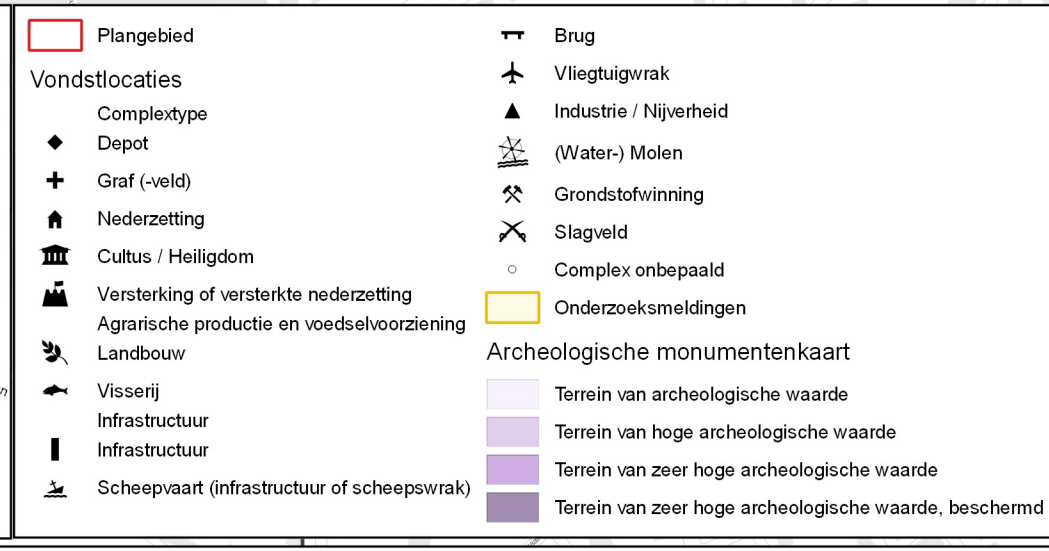 Plangebied
Vondstlocaties
Complextype
Depot
Graf (-veld)
Nederzetting
Cultus / Heiligdom
Versterking of versterkte nederzetting
Agrarische productie en voedselvoorziening
Landbouw
Visserij
Infrastructuur
Infrastructuur
Scheepvaart (infrastructuur of scheepswrak)
Brug
Vliegtuigwrak
Industrie / Nijverheid
(Water-) Molen
Grondstofwinning
Slagveld
Complex onbepaald
Onderzoeksmeldingen
Archeologische monumentenkaart
Terrein van archeologische waarde
Terrein van hoge archeologische waarde
Terrein van zeer hoge archeologische waarde
Terrein van zeer hoge archeologische waarde, beschermd